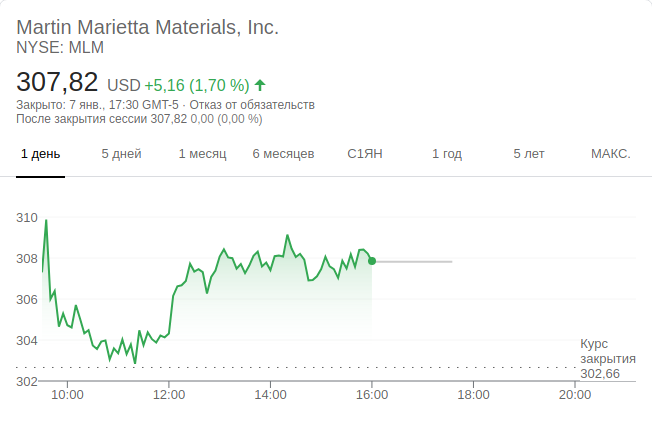 Martin Marietta Materials, Inc.
NYSE: MLM
307,82 USD +5,16 (1,70 %)
Закрыто: 7 янв., 17:30 GMT-5 · Отказ от обязательств
После закрытия сессии 307,82 0,00 (0,00 %)
1 день 5 дней 1 месяц 6 месяцев С1ЯН 1 год 5 лет МАКС.
310
308
306
304
302
Курс
закрытия
302,66
10:00 12:00 14:00 16:00 18:00 20:00